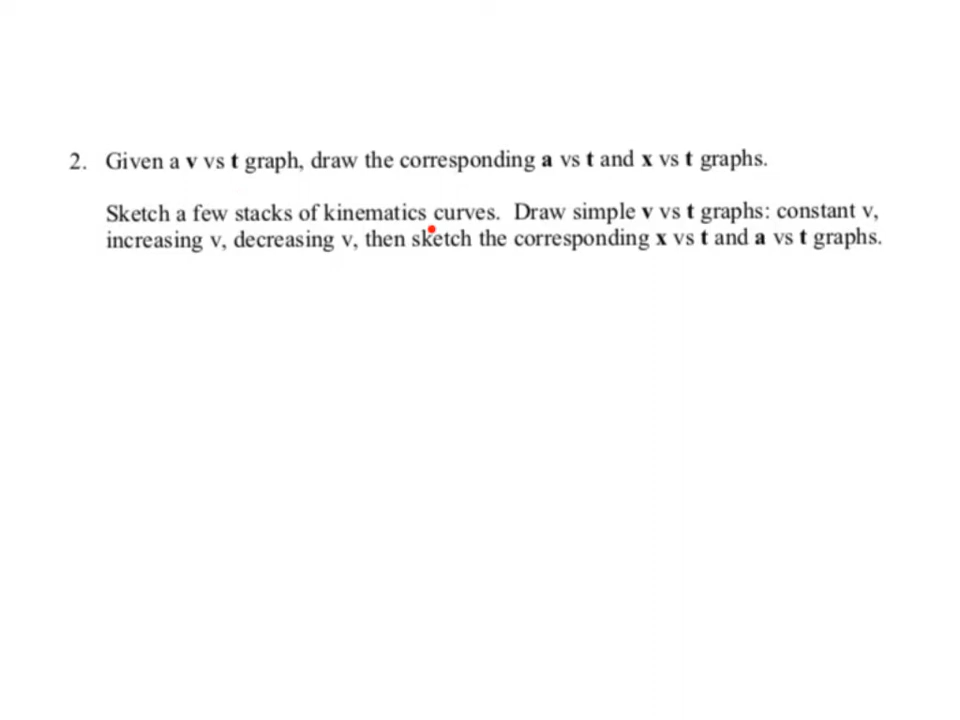 2. Given a v vs t graph, draw the corresponding a vs t and x vs t graphs.
Sketch a few stacks of kinematics curves. Draw simple v vs t graphs: constant v,
increasing v, decreasing v, then sketch the corresponding x vs t and a vs t graphs.